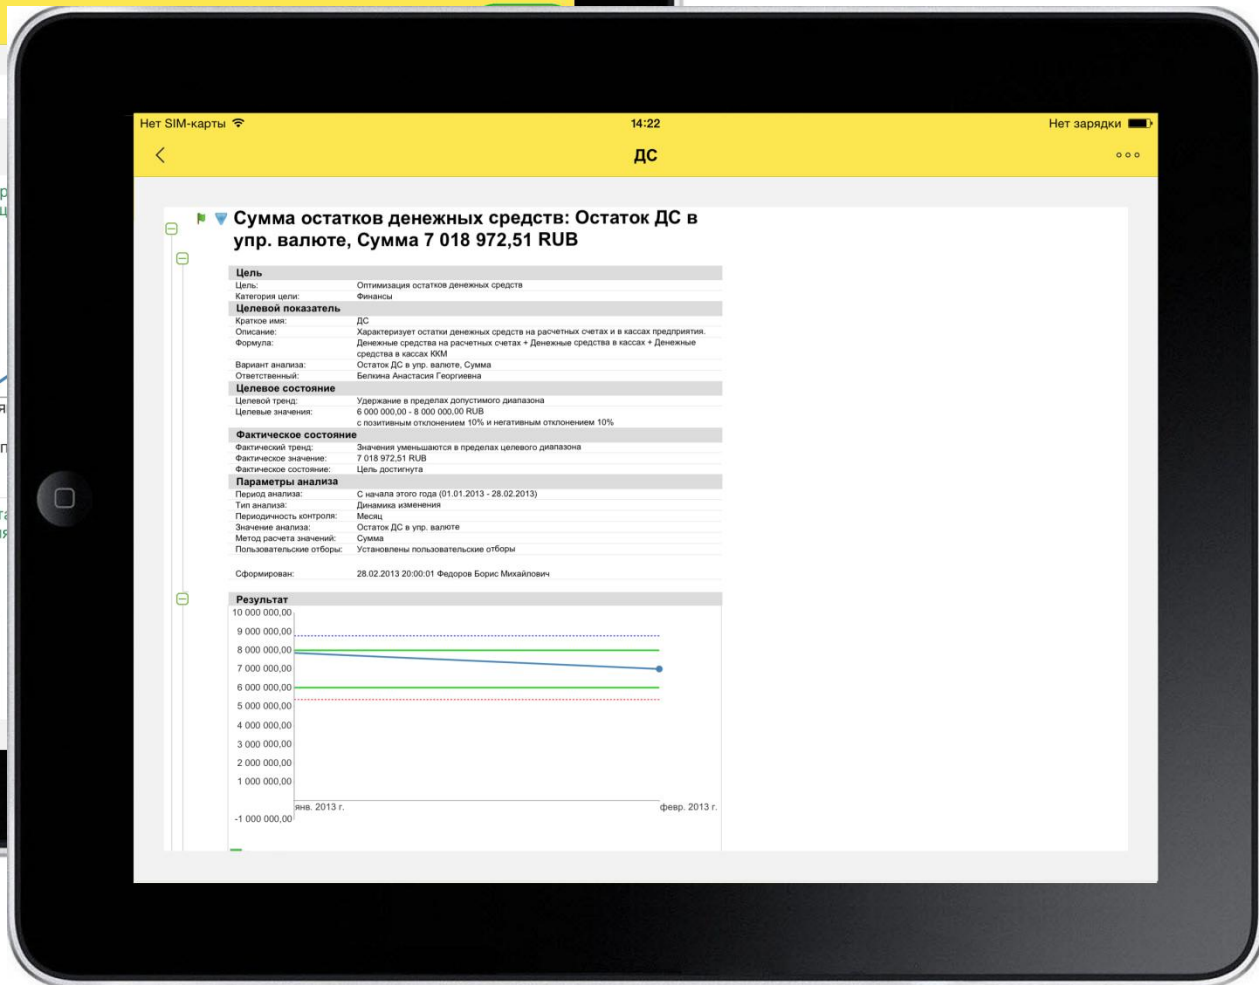 Нет SIM-карты 14:22 Нет зарядки
ДС
Сумма остатков денежных средств: Остаток ДС в
упр. валюте, Сумма 7 018 972,51 RUB
Цель
Цель: Оптимизация остатков денежных средств
Категория цели: Финансы
Целевой показатель
Краткое имя: ДС
Описание: Характеризует остатки денежных средств на расчетных счетах и в кассах предприятия.
Формула: Денежные средства на расчетных счетах + Денежные средства в кассах + Денежные
средства в кассах ККМ
Вариант анализа: Остаток ДС в упр. валюте, Сумма
Ответственный: Белкина Анастасия Георгиевна
Целевое состояние
Целевой тренд: Удержание в пределах допустимого диапазона
Целевые значения: 6 000 000,00 - 8 000 000,00 RUB
с позитивным отклонением 10% и негативным отклонением 10%
Фактическое состояние
Фактический тренд: Значения уменьшаются в пределах целевого диапазона
Фактическое значение: 7 018 972,51 RUB
Фактическое состояние: Цель достигнута
Параметры анализа
Период анализа: С начала этого года (01.01.2013 - 28.02.2013)
Тип анализа: Динамика изменения
Периодичность контроля: Месяц
Значение анализа: Остаток ДС в упр. валюте
Метод расчета значений: Сумма
Пользовательские отборы: Установлены пользовательские отборы
Сформирован: 28.02.2013 20:00:01 Федоров Борис Михайлович
Результат
10 000 000,00
9 000 000,00
8 000 000,00
7 000 000,00
6 000 000,00
5 000 000,00
4 000 000,00
3 000 000,00
2 000 000,00
1 000 000,00
янв. 2013 г. февр. 2013 г.
-1 000 000,00